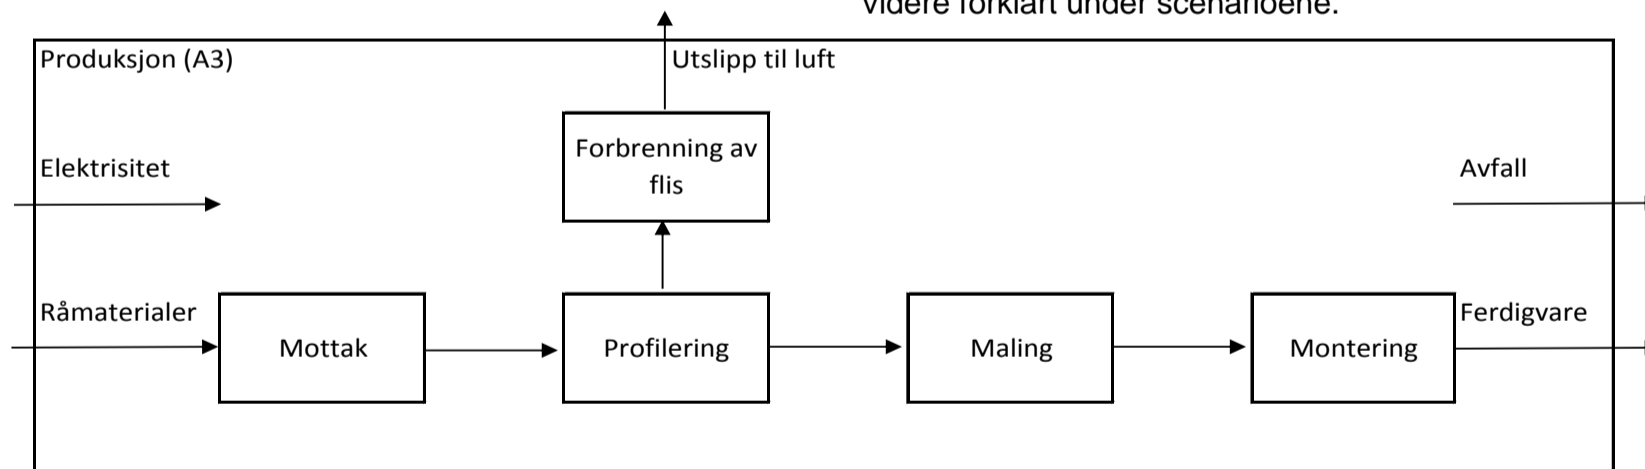 videre forklart under scenarioene.
Produksjon (A3)
Utslipp til luft
Forbrenning av
flis
Elektrisitet
Avfall
Råmaterialer
Ferdigvare
Mottak
Profilering
Maling
Montering